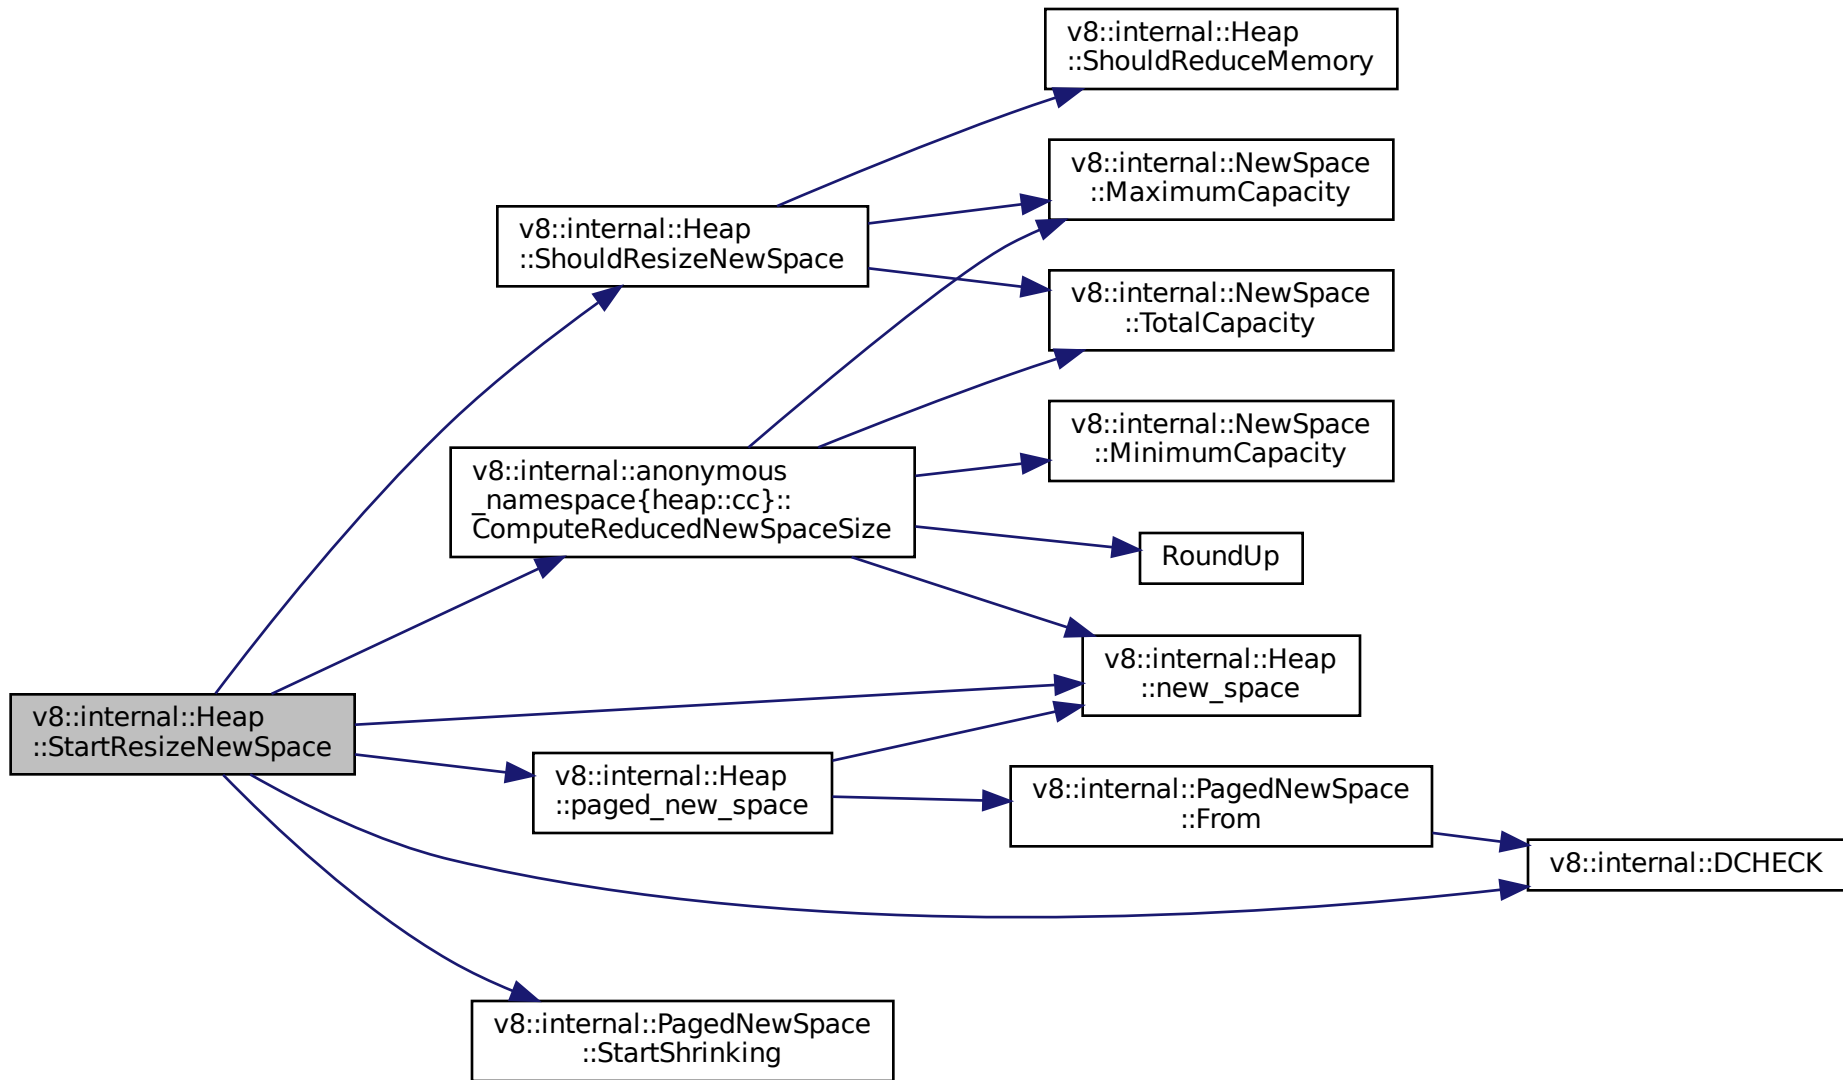 v8::internal::Heap
::ShouldReduceMemory
v8::internal::NewSpace
::MaximumCapacity
v8::internal::Heap
::ShouldResizeNewSpace
v8::internal::NewSpace
::TotalCapacity
v8::internal::NewSpace
::MinimumCapacity
v8::internal::anonymous
_namespace{heap::cc}::
ComputeReducedNewSpaceSize
RoundUp
v8::internal::Heap
::new_space
v8::internal::Heap
::StartResizeNewSpace
v8::internal::Heap
::paged_new_space
v8::internal::PagedNewSpace
::From
v8::internal::DCHECK
v8::internal::PagedNewSpace
::StartShrinking